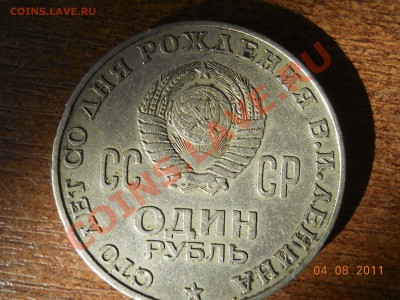 COINS.LAVE.RU
СТО ЛЕТ СО ДНЯ РОЖДЕНИЯ В.И.ЛЕНИНА
СС СР
ОДИН
РУБЛЬ
COINS.LAVE.RU
04.08.2011